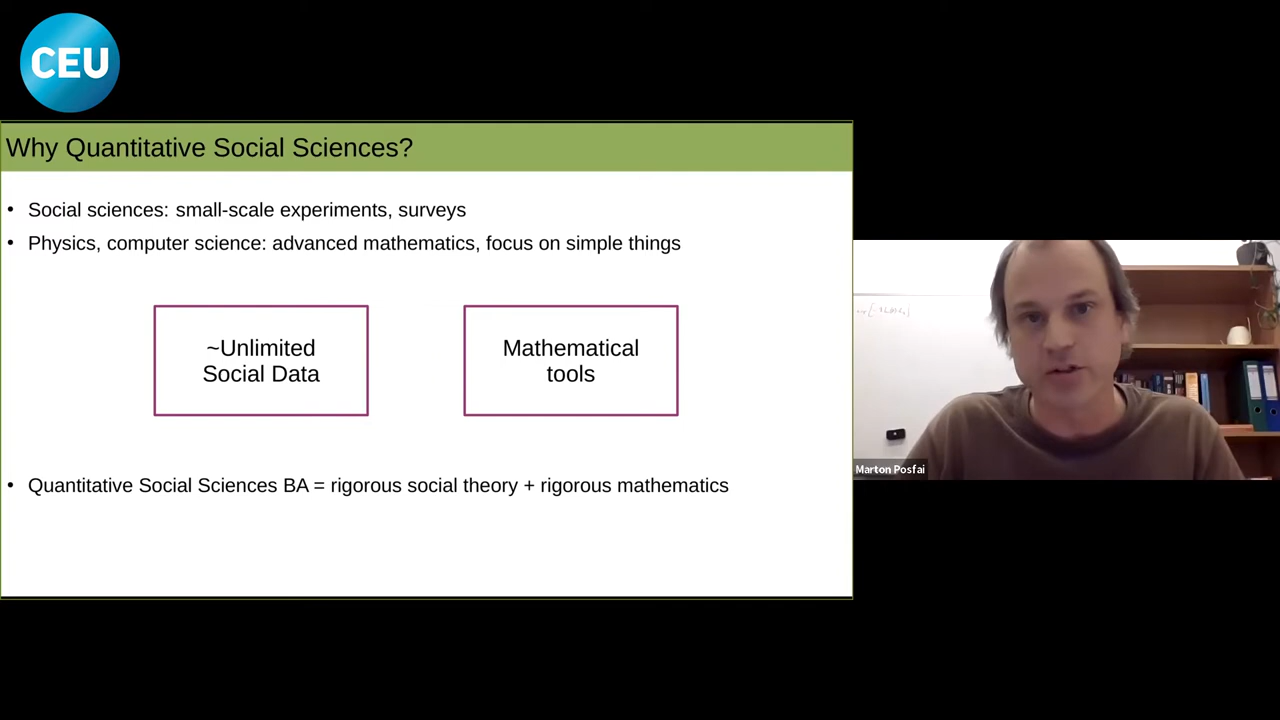 CEU
Why Quantitative Social Sciences?
• Social sciences: small-scale experiments, surveys
• Physics, computer science: advanced mathematics, focus on simple things
~Unlimited
Social Data
Mathematical
tools
• Quantitative Social Sciences BA = rigorous social theory + rigorous mathematics
Marton Posfai